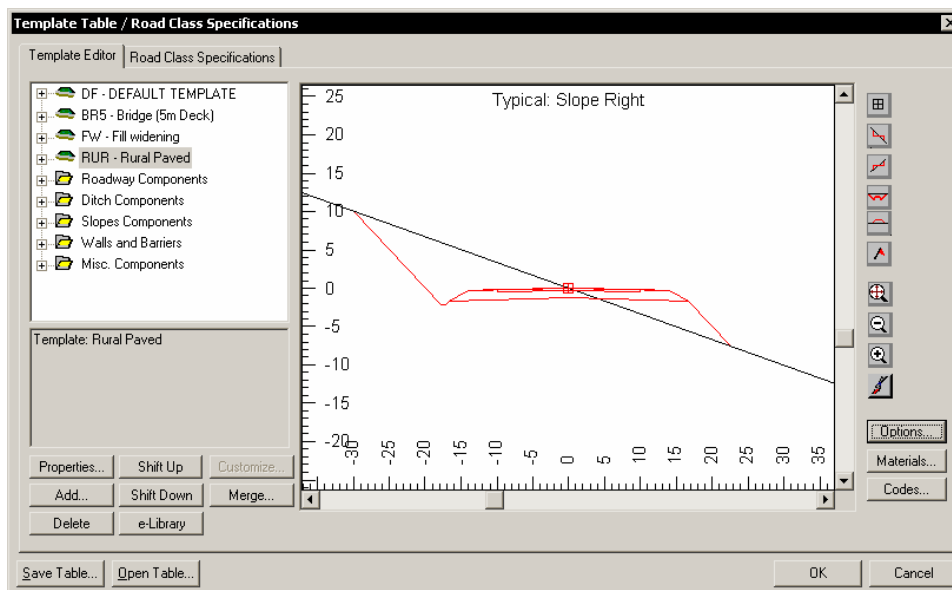 Template Table / Road Class Specifications
Template Editor
Road Class Specifications
DF - DEFAULT TEMPLATE
BR5 - Bridge (5m Deck)
FW - Fill widening
RUR - Rural Paved
Roadway Components
Ditch Components
Slopes Components
Walls and Barriers
Misc. Components
Template: Rural Paved
Properties...
Shift Up
Customize...
Add...
Shift Down
Merge...
Delete
e-Library
Typical: Slope Right
25
20
15
10
5
0
-5
-10
-15
-20
-30
-25
-20
-15
-10
-5
0
5
10
15
20
25
30
35
Options...
Materials...
Codes...
Save Table...
Open Table...
OK
Cancel